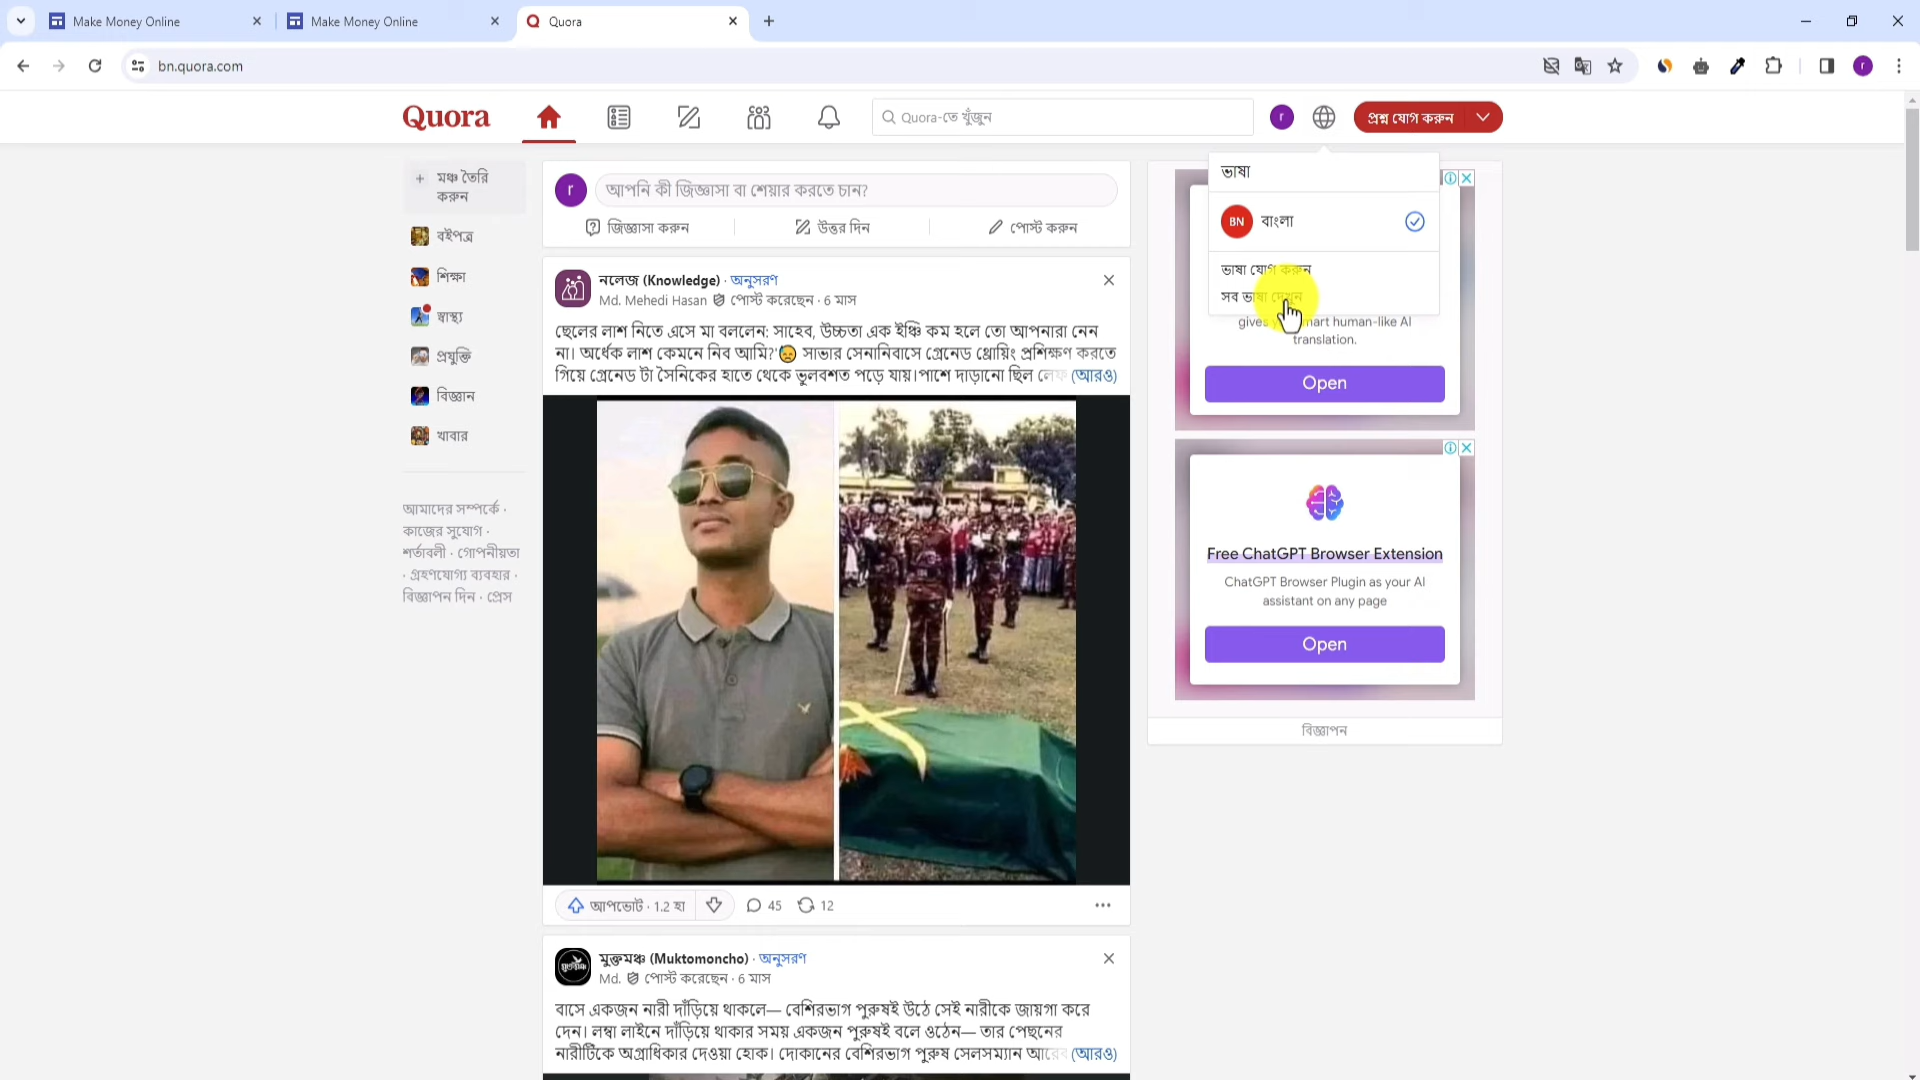 Make Money Online
Make Money Online
Quora
bn.quora.com
r
Quora
Quora-তে খুঁজুন
r
প্রশ্ন যোগ করুন
+ মঞ্চ তৈরি
করুন
বইপত্র
শিক্ষা
স্বাস্থ্য
প্রযুক্তি
বিজ্ঞান
খাবার
আমাদের সম্পর্কে ·
কাজের সুযোগ ·
শর্তাবলী · গোপনীয়তা
· গ্রহণযোগ্য ব্যবহার ·
বিজ্ঞাপন দিন · প্রেস
r
আপনি কী জিজ্ঞাসা বা শেয়ার করতে চান?
জিজ্ঞাসা করুন
উত্তর দিন
পোস্ট করুন
নলেজ (Knowledge) · অনুসরণ
Md. Mehedi Hasan পোস্ট করেছেন · 6 মাস
ছেলের লাশ নিতে এসে মা বললেন: সাহেব, উচ্চতা এক ইঞ্চি কম হলে তো আপনারা নেন
না। অর্ধেক লাশ কেমনে নিব আমি?'😓 সাভার সেনানিবাসে গ্রেনেড থ্রোয়িং প্রশিক্ষণ করতে
গিয়ে গ্রেনেড টা সৈনিকের হাতে থেকে ভুলবশত পড়ে যায়।পাশে দাড়ানো ছিল (আরও)
আপভোট · 1.2 হা
45
12
মুক্তমঞ্চ (Muktomoncho) · অনুসরণ
Md. পোস্ট করেছেন · 6 মাস
বাসে একজন নারী দাঁড়িয়ে থাকলে— বেশিরভাগ পুরুষই উঠে সেই নারীকে জায়গা করে
দেন। লম্বা লাইনে দাঁড়িয়ে থাকার সময় একজন পুরুষই বলে ওঠেন— তার পেছনের
নারীটিকে অগ্রাধিকার দেওয়া হোক। দোকানের বেশিরভাগ পুরুষ সেলসম্যান (আরও)
ভাষা
BN বাংলা
ভাষা যোগ করুন
সব ভাষা দেখুন
human-like AI
translation.
Open
Free ChatGPT Browser Extension
ChatGPT Browser Plugin as your AI
assistant on any page
Open
বিজ্ঞাপন